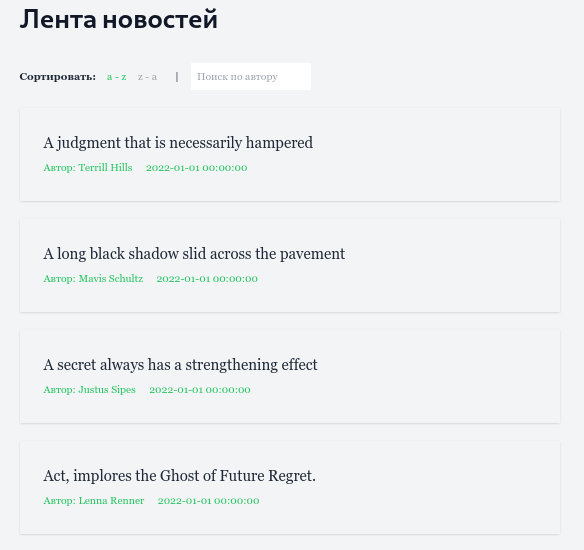 Лента новостей
Сортировать: a - z z - a | Поиск по автору
A judgment that is necessarily hampered
Автор: Terrill Hills 2022-01-01 00:00:00
A long black shadow slid across the pavement
Автор: Mavis Schultz 2022-01-01 00:00:00
A secret always has a strengthening effect
Автор: Justus Sipes 2022-01-01 00:00:00
Act, implores the Ghost of Future Regret.
Автор: Lenna Renner 2022-01-01 00:00:00